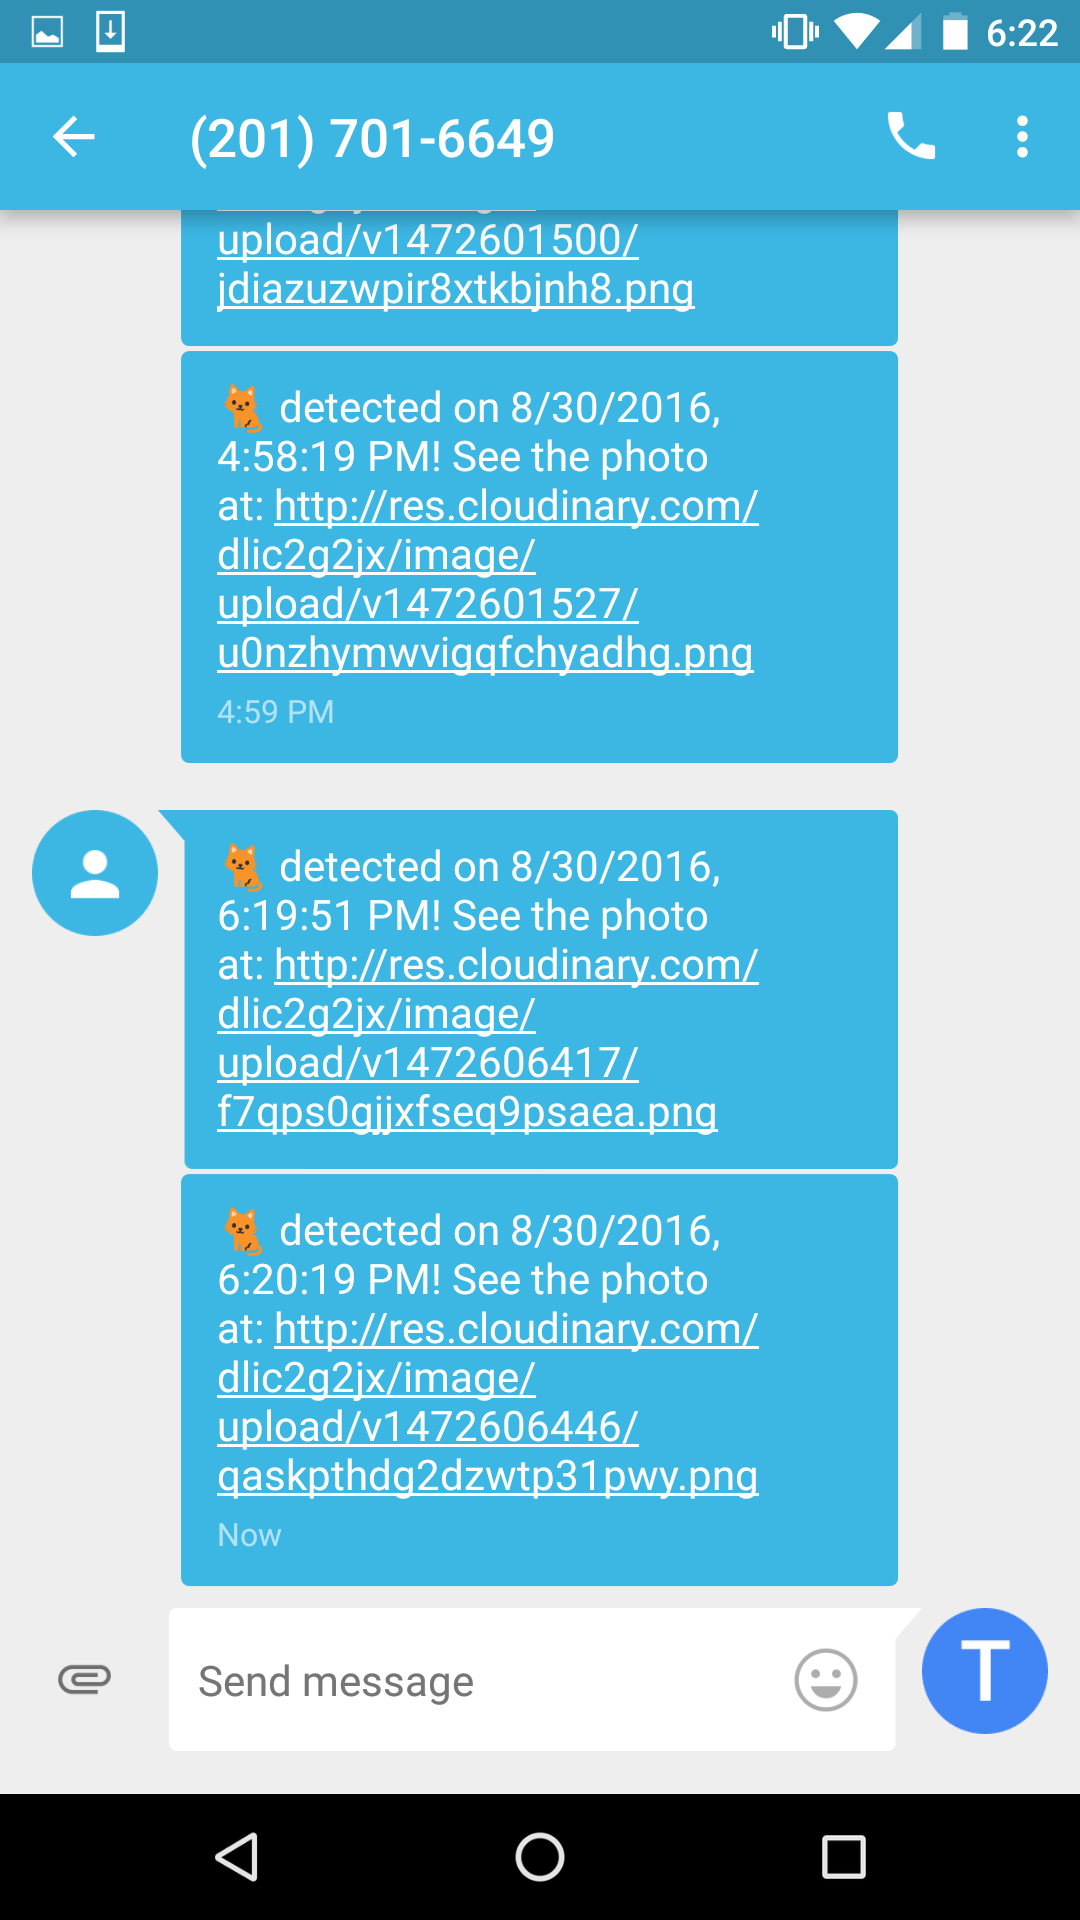 6:22
(201) 701-6649
upload/v1472601500/
jdiazuzwpir8xtkbjnh8.png
🐈 detected on 8/30/2016,
4:58:19 PM! See the photo
at: http://res.cloudinary.com/
dlic2g2jx/image/
upload/v1472601527/
u0nzhymwvigqfchyadhg.png
4:59 PM
🐈 detected on 8/30/2016,
6:19:51 PM! See the photo
at: http://res.cloudinary.com/
dlic2g2jx/image/
upload/v1472606417/
f7qps0gjjxfseq9psaea.png
🐈 detected on 8/30/2016,
6:20:19 PM! See the photo
at: http://res.cloudinary.com/
dlic2g2jx/image/
upload/v1472606446/
qaskpthdg2dzwtp31pwy.png
Now
Send message
T